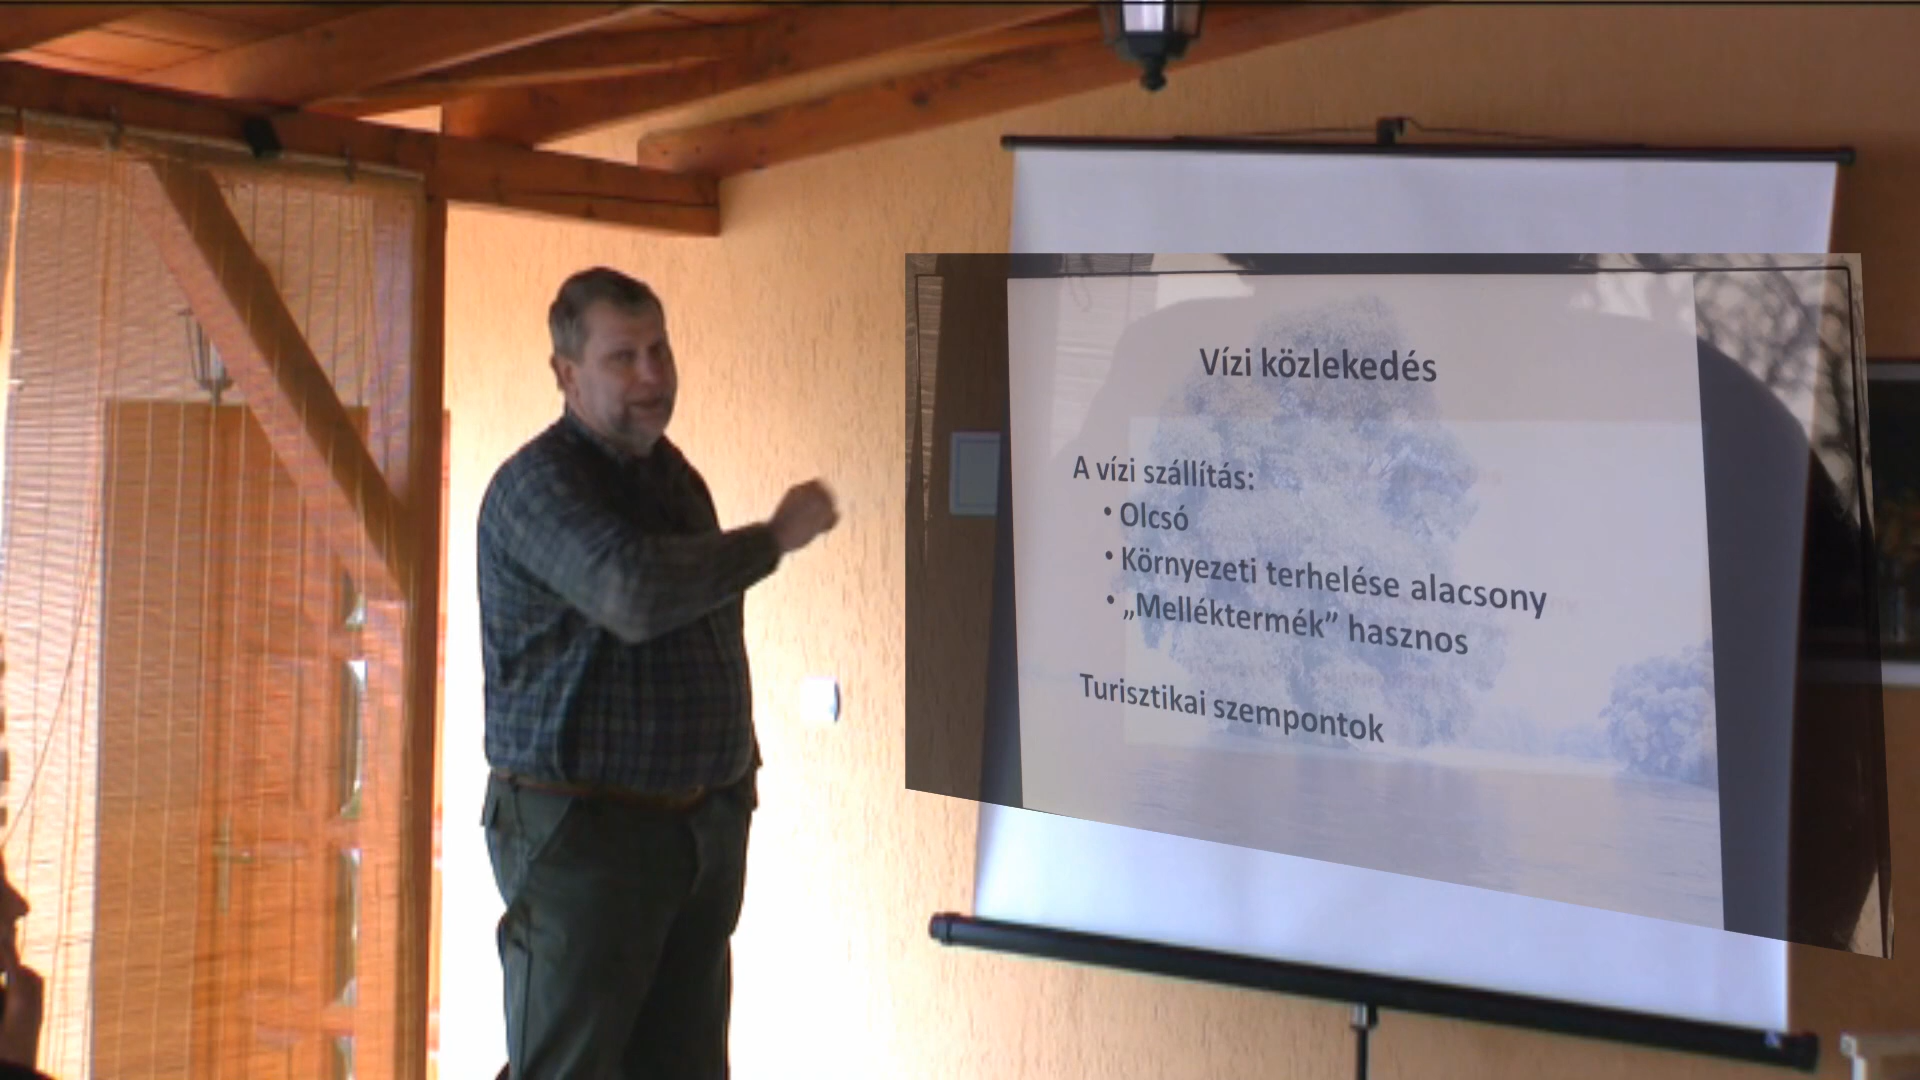 Vízi közlekedés
A vízi szállítás:
• Olcsó
• Környezeti terhelése alacsony
• „Melléktermék” hasznos
Turisztikai szempontok